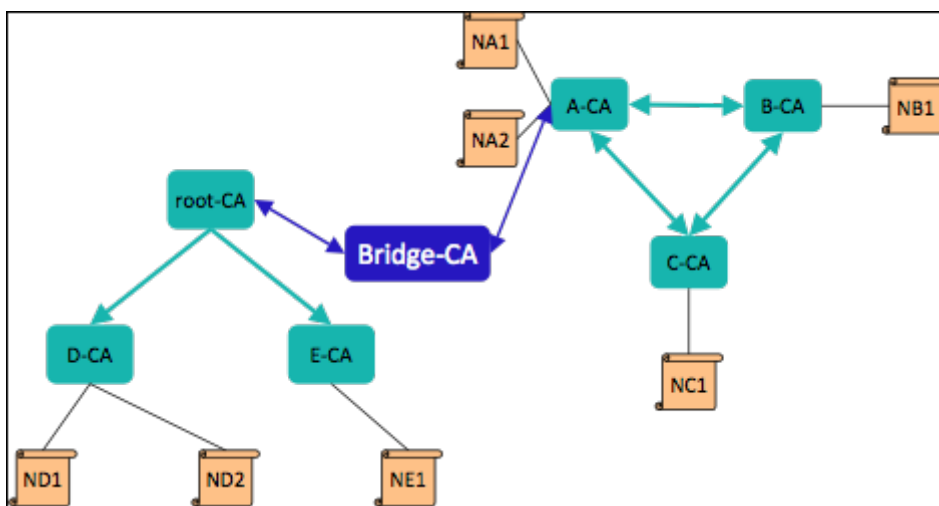 NA1
A-CA
B-CA
NB1
NA2
root-CA
Bridge-CA
C-CA
D-CA
E-CA
NC1
ND1
ND2
NE1